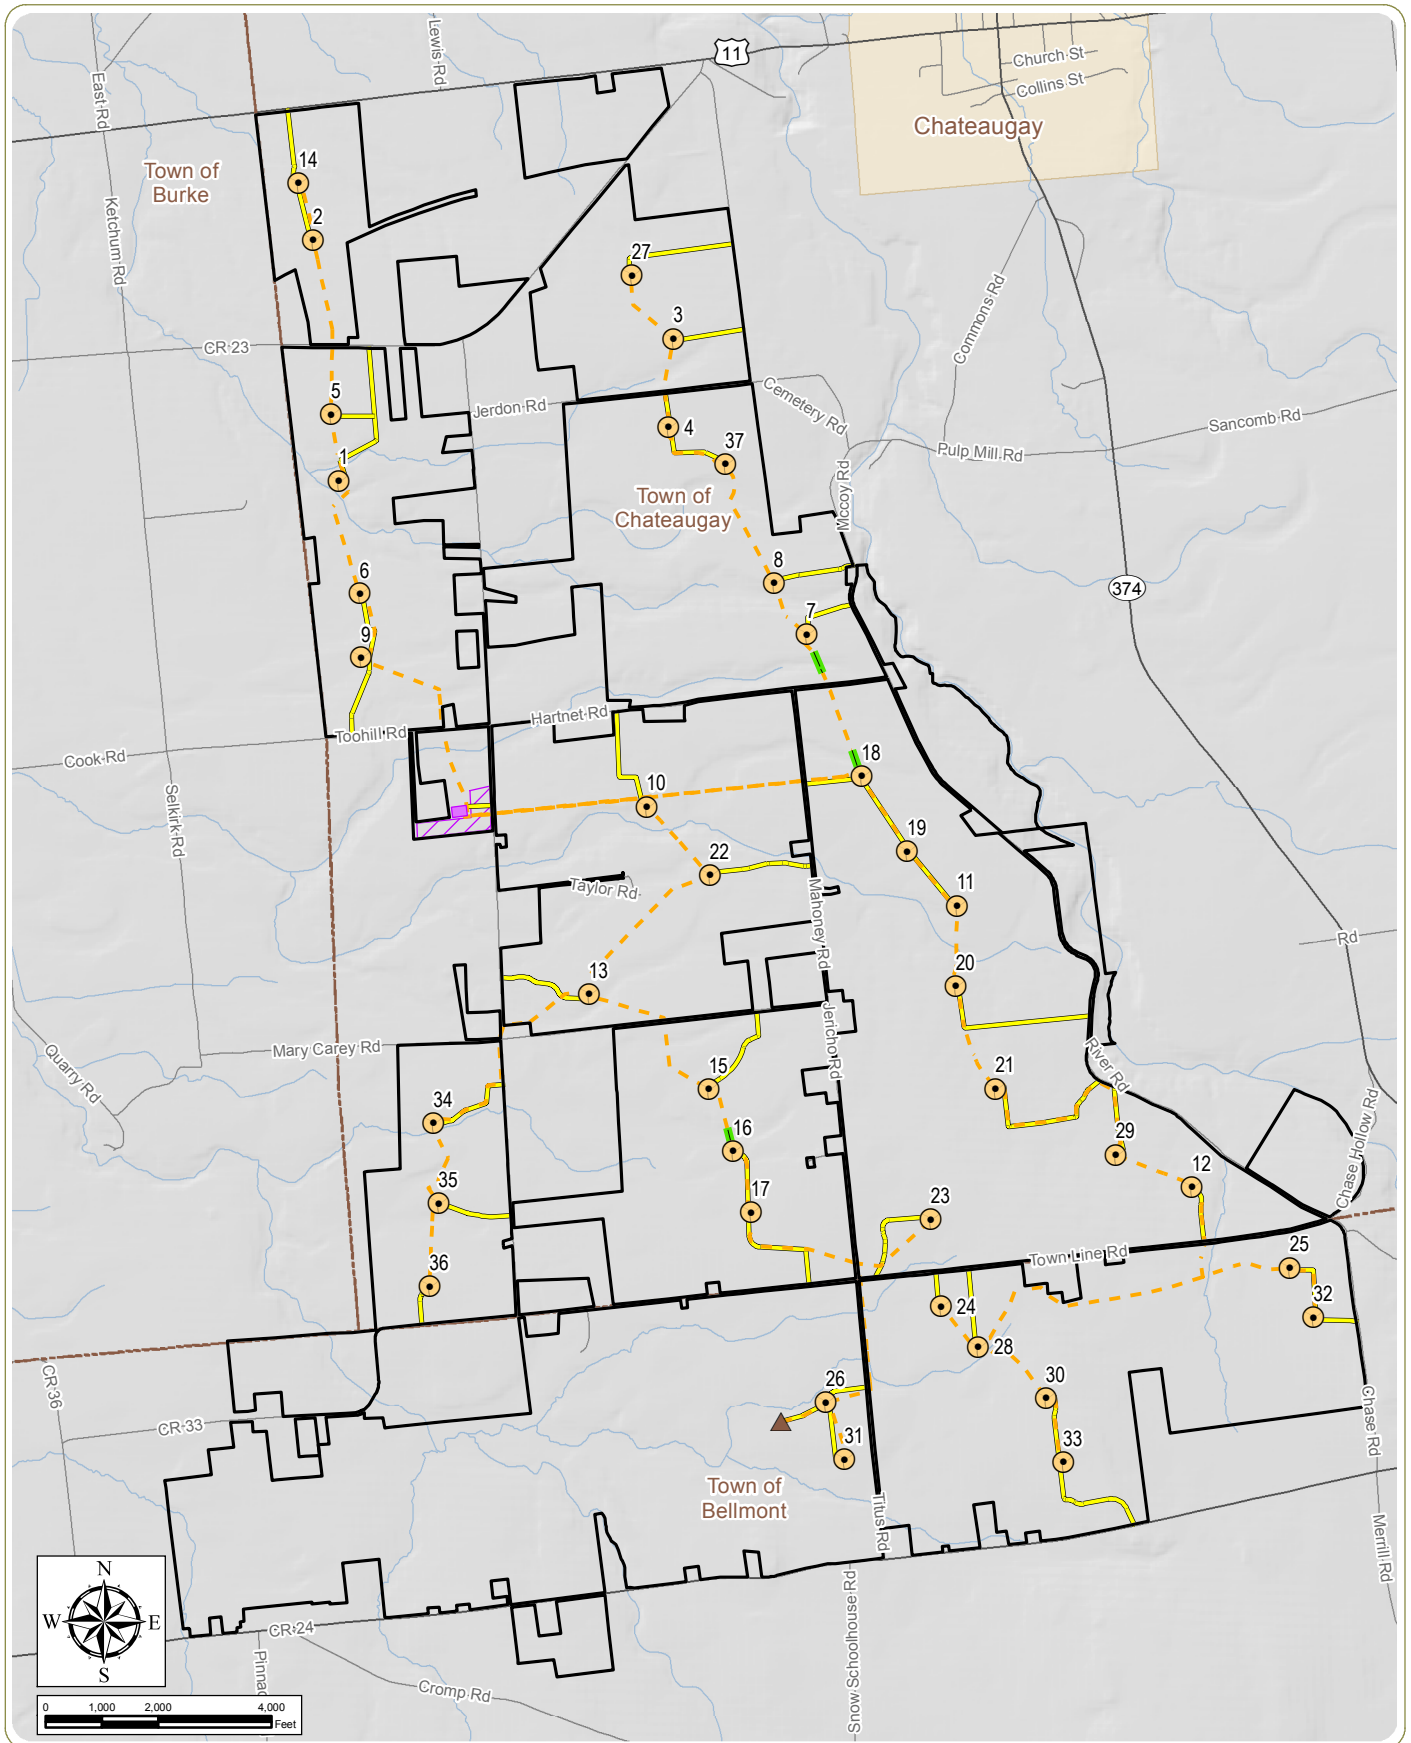 11
Lewis Rd
East Rd
Church St
Collins St
Chateaugay
Town of
Burke
14
2
Ketchum Rd
27
3
Commons Rd
CR 23
5
Jerdon Rd
Cemetery Rd
Sancomb Rd
4
37
Pulp Mill Rd
1
Mccoy Rd
Town of
Chateaugay
6
8
374
7
9
Hartnet Rd
Toohill Rd
Cook Rd
18
10
Selkirk Rd
19
22
Taylor Rd
Mahoney Rd
11
Rd
20
13
Jericho Rd
Quarry Rd
Mary Carey Rd
River Rd
15
21
34
Chase Hollow Rd
16
29
35
12
17
23
Town Line Rd
25
36
24
32
28
CR 36
26
30
CR 33
Chase Rd
31
33
Town of
Bellmont
Titus Rd
Merrill Rd
Snow Schoolhouse Rd
N
W E
S
CR 24
Pinnac
Cromp Rd
0 1,000 2,000 4,000
Feet